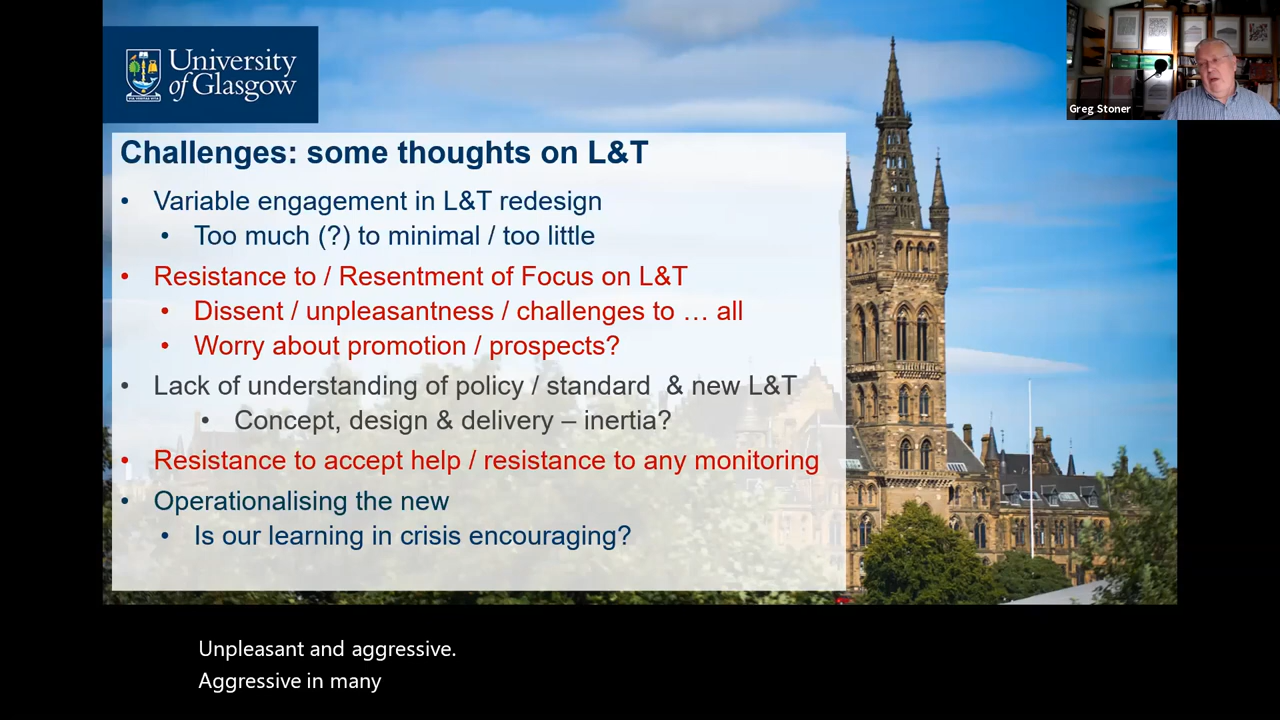 University
of Glasgow
Greg Stoner
Challenges: some thoughts on L&T
• Variable engagement in L&T redesign
• Too much (?) to minimal / too little
• Resistance to / Resentment of Focus on L&T
• Dissent / unpleasantness / challenges to … all
• Worry about promotion / prospects?
• Lack of understanding of policy / standard & new L&T
• Concept, design & delivery – inertia?
• Resistance to accept help / resistance to any monitoring
• Operationalising the new
• Is our learning in crisis encouraging?
Unpleasant and aggressive.
Aggressive in many